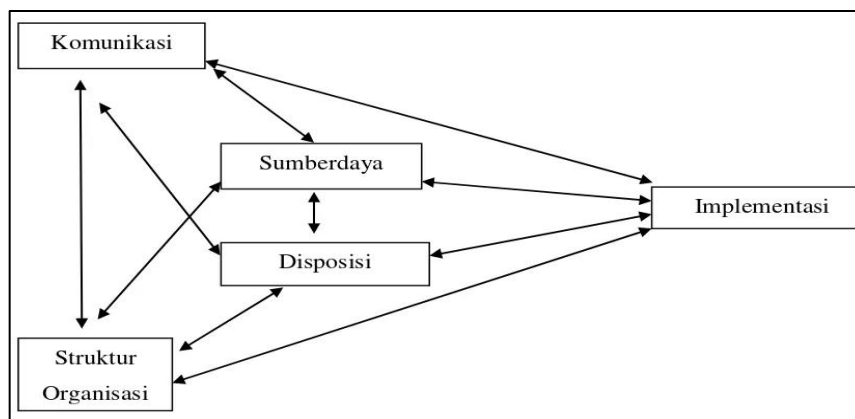 Komunikasi
Sumberdaya
Implementasi
Disposisi
Struktur
Organisasi